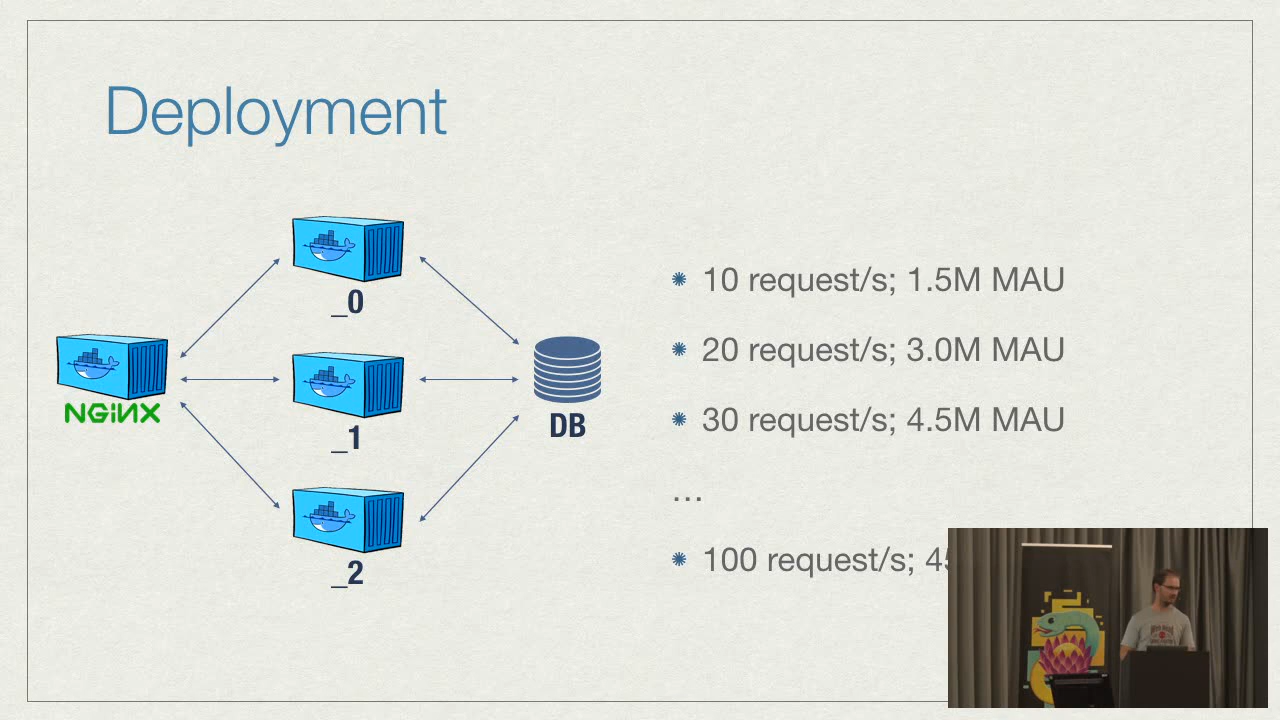 Deployment
_0
NGiNX
_1
_2
DB
10 request/s; 1.5M MAU
20 request/s; 3.0M MAU
30 request/s; 4.5M MAU
…
100 request/s;